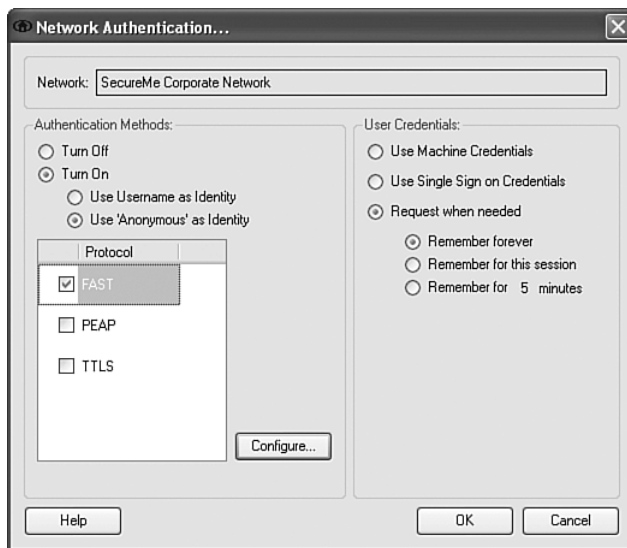 Network Authentication...
Network: SecureMe Corporate Network
Authentication Methods:
Turn Off
Turn On
Use Username as Identity
Use 'Anonymous' as Identity
Protocol
FAST
PEAP
TTLS
Configure...
User Credentials:
Use Machine Credentials
Use Single Sign on Credentials
Request when needed
Remember forever
Remember for this session
Remember for 5 minutes
Help
OK
Cancel